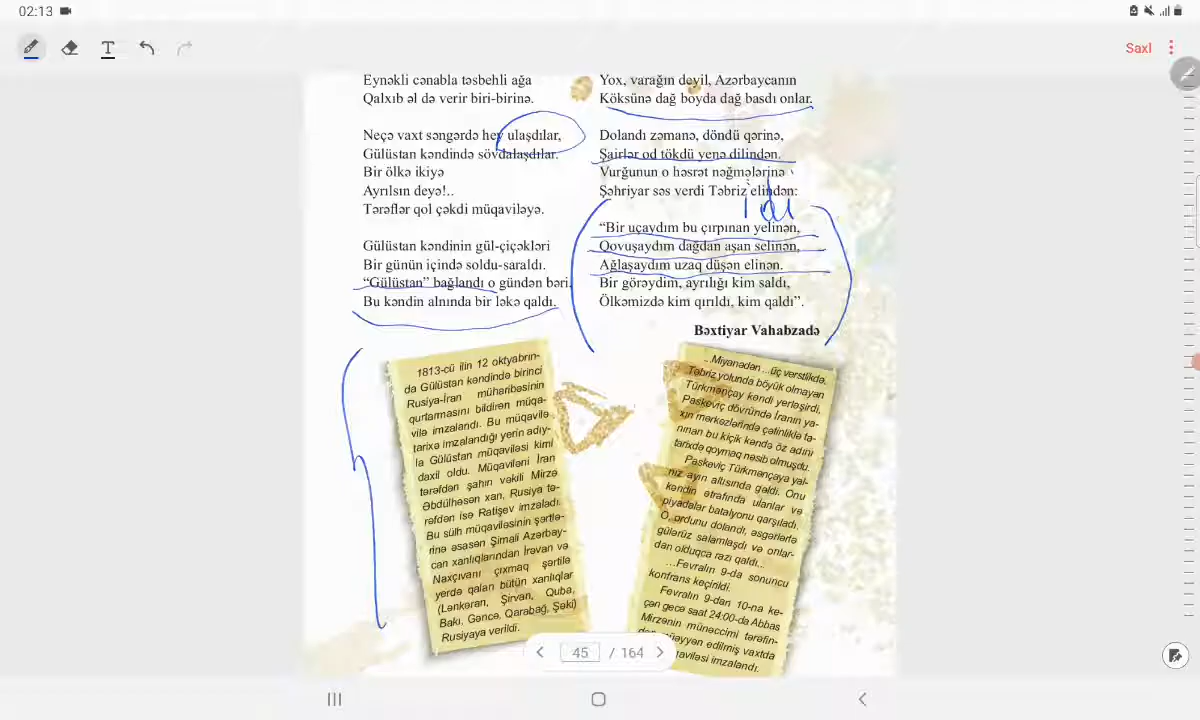 02:13
Saxl
Eynəkli cənabla təsbehli ağa
Qalxıb əl də verir biri-birinə.
Neçə vaxt səngərdə hey ulaşdılar,
Gülüstan kəndində sövdalaşdılar.
Bir ölkə ikiyə
Ayrılsın deyə!..
Tərəflər qol çəkdi müqaviləyə.
Gülüstan kəndinin gül-çiçəkləri
Bir günün içində soldu-saraldı.
“Gülüstan” bağlandı o gündən bəri,
Bu kəndin alnında bir ləkə qaldı.
Yox, varağın deyil, Azərbaycanın
Köksünə dağ boyda dağ basdı onlar.
Dolandı zəmanə, döndü qərinə,
Şairlər od tökdü yenə dilindən.
Vurğunun o həsrət nəğmələrinə
Şəhriyar səs verdi Təbriz elindən:
idi
“Bir uçaydım bu çırpınan yelinən,
Qovuşaydım dağdan aşan selinən,
Ağlaşaydım uzaq düşən elinən.
Bir görəydim, ayrılığı kim saldı,
Ölkəmizdə kim qırıldı, kim qaldı”.
Bəxtiyar Vahabzadə
1813-cü ilin 12 oktyabrın-
da Gülüstan kəndində birinci
Rusiya-İran müharibəsinin
qurtarmasını bildirən müqa-
vilə imzalandı. Bu müqavilə
tarixə imzalandığı yerin adıy-
la Gülüstan müqaviləsi kimi
daxil oldu. Müqaviləni İran
tərəfdən şahın vəkili Mirzə
Əbdülhəsən xan, Rusiya tə-
rəfdən isə Ratişev imzaladı.
Bu sülh müqaviləsinin şərtlə-
rinə əsasən Şimali Azərbay-
can xanlıqlarından İrəvan və
Naxçıvanı çıxmaq şərtilə
yerdə qalan bütün xanlıqlar
(Lənkəran, Şirvan, Quba,
Bakı, Gəncə, Qarabağ, Şəki)
Rusiyaya verildi.
...Miyanədən ...üç verstlikdə,
Təbriz yolunda böyük olmayan
Türkmənçay kəndi yerləşirdi.
Paskeviç dövründə İranın ya-
xın mərkəzlərində çətinliklə ta-
nınan bu kiçik kəndə öz adını
tarixdə qoymaq nəsib olmuşdu.
Paskeviç Türkmənçaya yal-
nız ayın altısında gəldi. Onu
kəndin ətrafında ulanlar və
piyadalar batalyonu qarşıladı.
O, ordunu dolandı, əsgərlərlə
gülərüz salamlaşdı və onlar-
dan olduqca razı qaldı...
...Fevralın 9-da sonuncu
konfrans keçirildi.
Fevralın 9-dan 10-na ke-
çən gecə saat 24:00-da Abbas
Mirzənin münəccimi tərəfin-
müəyyən edilmiş vaxtda
imzalandı.
45 / 164